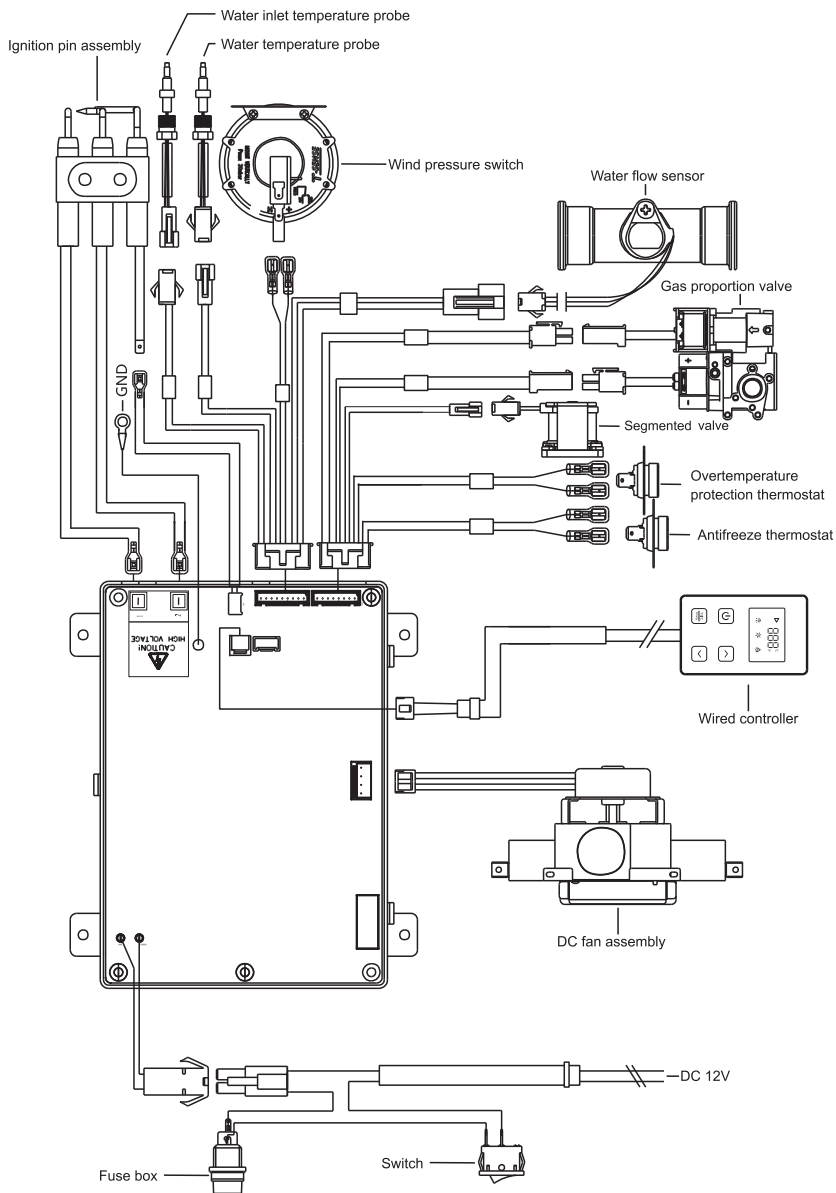 Water inlet temperature probe
Water temperature probe
Ignition pin assembly
Wind pressure switch
Water flow sensor
Gas proportion valve
GND
Segmented valve
Overtemperature
protection thermostat
Antifreeze thermostat
CAUTION!
HIGH VOLTAGE
Wired controller
DC fan assembly
DC 12V
Fuse box
Switch